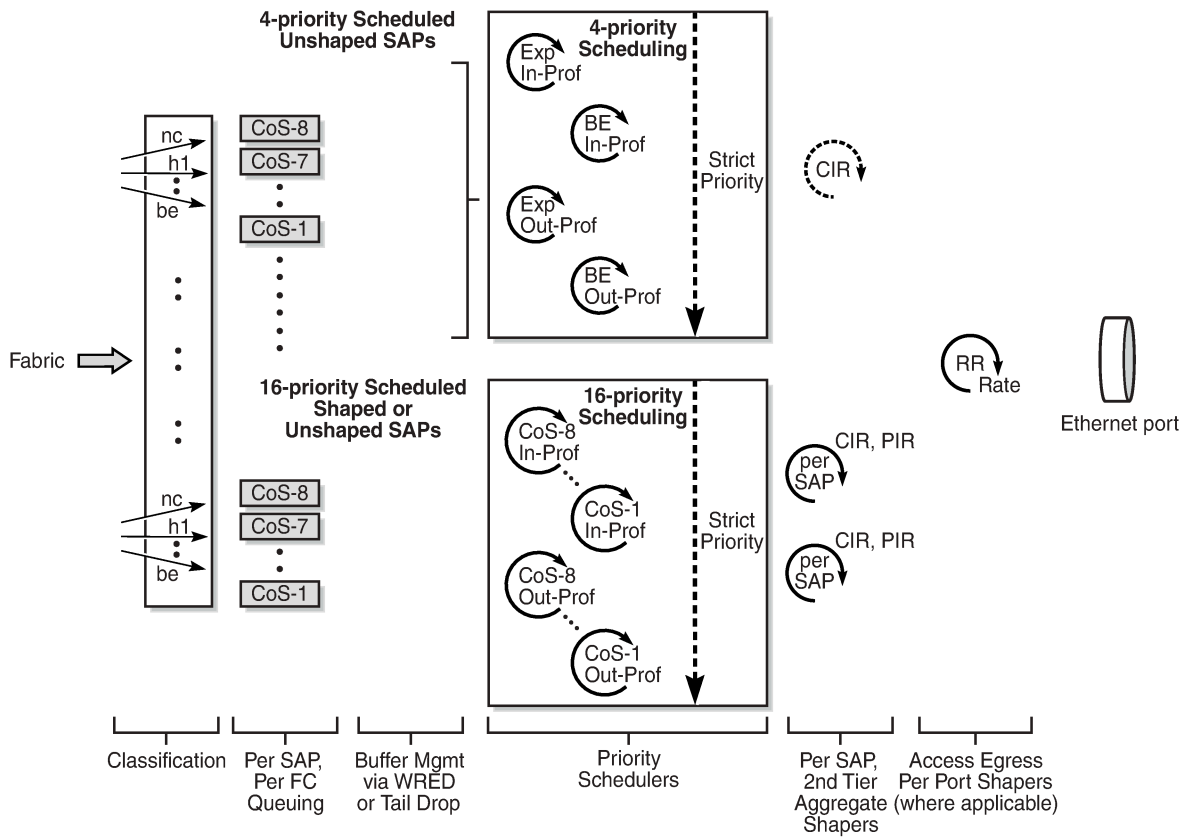 4-priority Scheduled
Unshaped SAPs
4-priority
Scheduling
Exp
In-Prof
BE
In-Prof
Exp
Out-Prof
BE
Out-Prof
Strict
Priority
CIR
nc
h1
be
CoS-8
CoS-7
CoS-1
Fabric
RR
Rate
Ethernet port
16-priority Scheduled
Shaped or
Unshaped SAPs
16-priority
Scheduling
CoS-8
In-Prof
CoS-1
In-Prof
CoS-8
Out-Prof
CoS-1
Out-Prof
Strict
Priority
CIR, PIR
per
SAP
CIR, PIR
per
SAP
nc
h1
be
CoS-8
CoS-7
CoS-1
Classification
Per SAP,
Per FC
Queuing
Buffer Mgmt
via WRED
or Tail Drop
Priority
Schedulers
Per SAP,
2nd Tier
Aggregate
Shapers
Access Egress
Per Port Shapers
(where applicable)